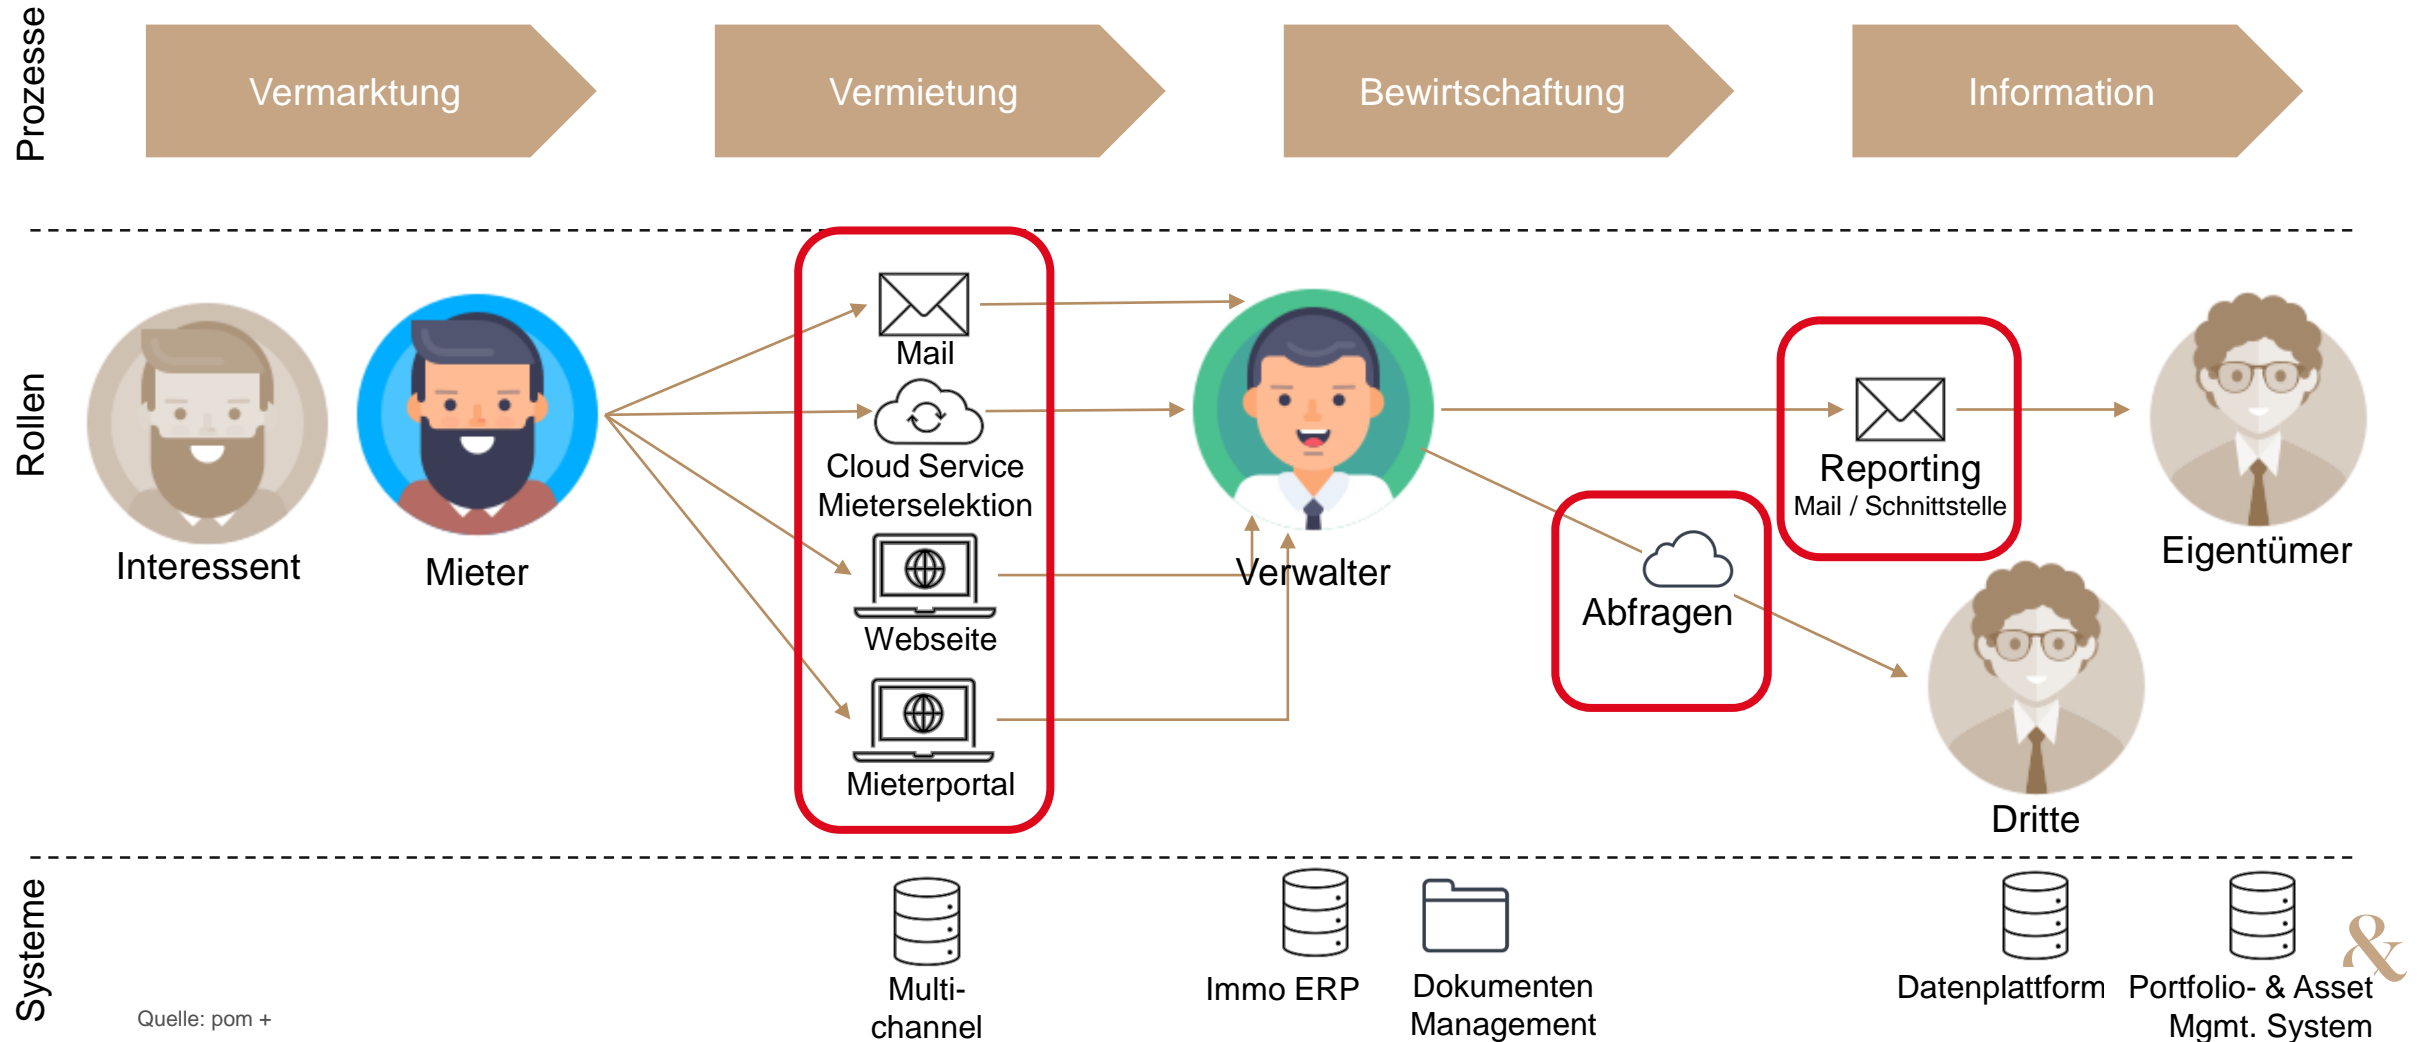 Prozesse
Vermarktung
Vermietung
Bewirtschaftung
Information
Rollen
Interessent
Mieter
Mail
Cloud Service
Mieterselektion
Webseite
Mieterportal
Verwalter
Abfragen
Reporting
Mail / Schnittstelle
Eigentümer
Dritte
Systeme
Multi-
channel
Immo ERP
Dokumenten
Management
Datenplattform
Portfolio- & Asset
Mgmt. System
&
Quelle: pom +